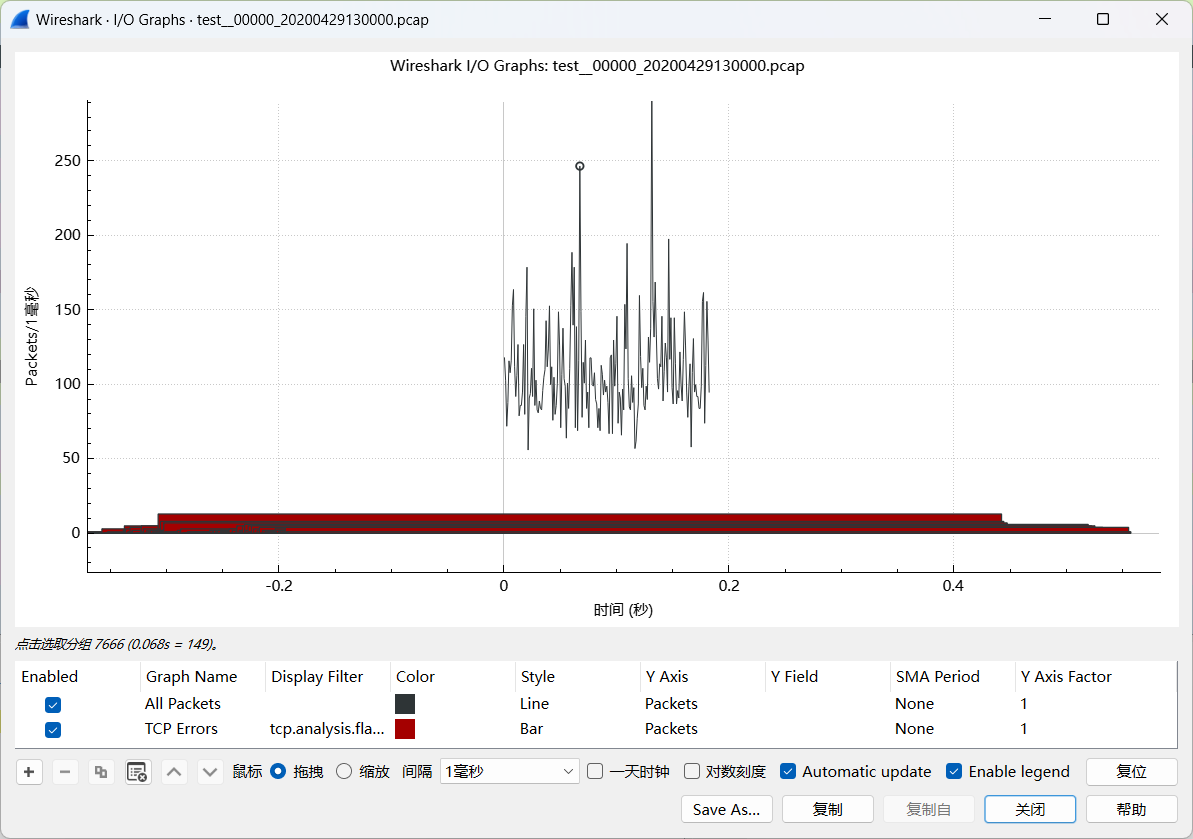 Wireshark · I/O Graphs · test__00000_20200429130000.pcap
Wireshark I/O Graphs: test__00000_20200429130000.pcap
250
200
150
100
50
0
Packets/1毫秒
-0.2 0 0.2 0.4
时间 (秒)
点击选取分组 7666 (0.068s = 149)。
Enabled Graph Name Display Filter Color Style Y Axis Y Field SMA Period Y Axis Factor
All Packets Line Packets None 1
TCP Errors tcp.analysis.fla... Bar Packets None 1
鼠标 拖拽 缩放 间隔 1毫秒 一天时钟 对数刻度 Automatic update Enable legend 复位
Save As... 复制 复制自 关闭 帮助